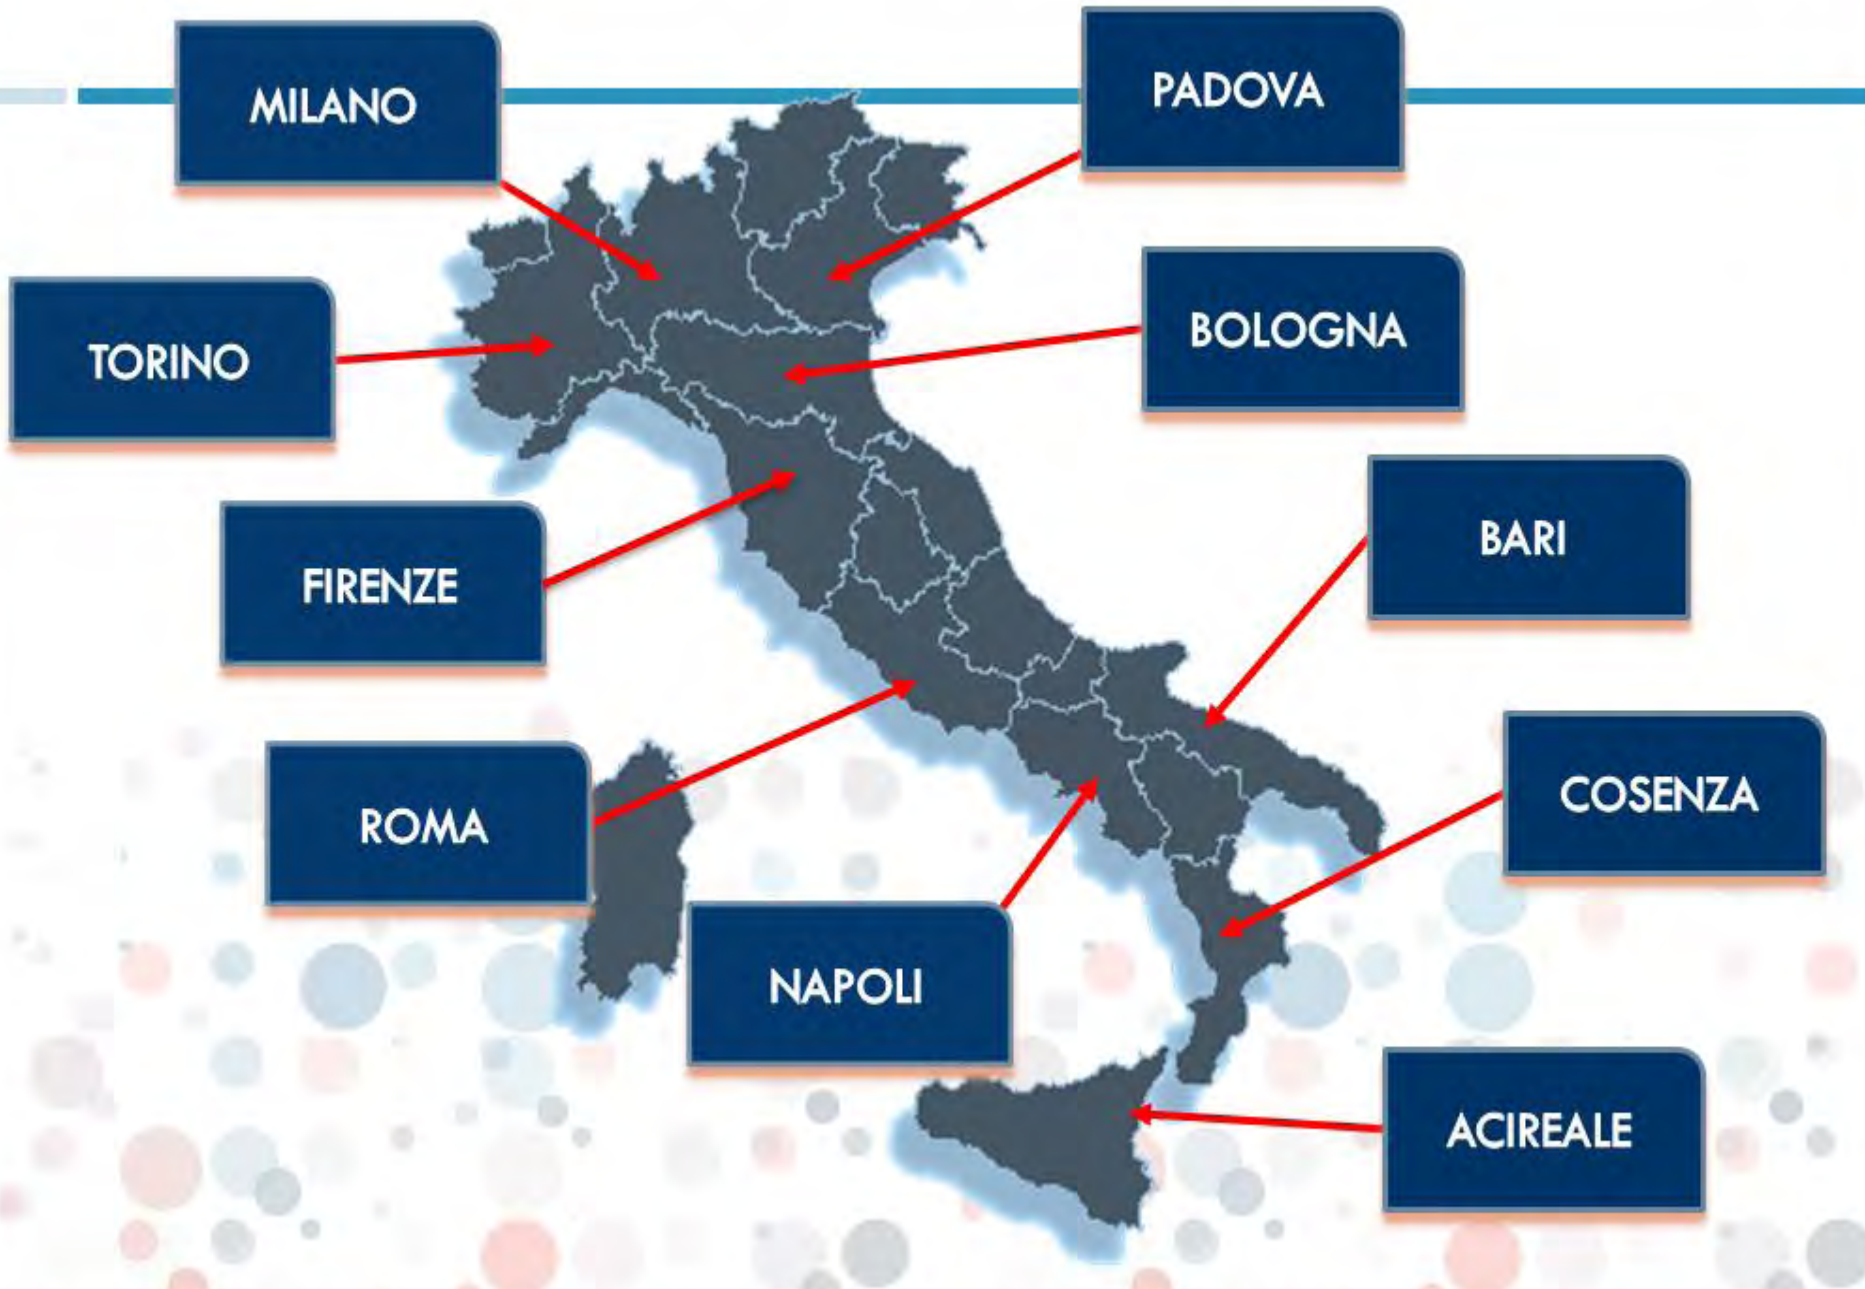 MILANO
PADOVA
TORINO
BOLOGNA
FIRENZE
BARI
ROMA
COSENZA
NAPOLI
ACIREALE